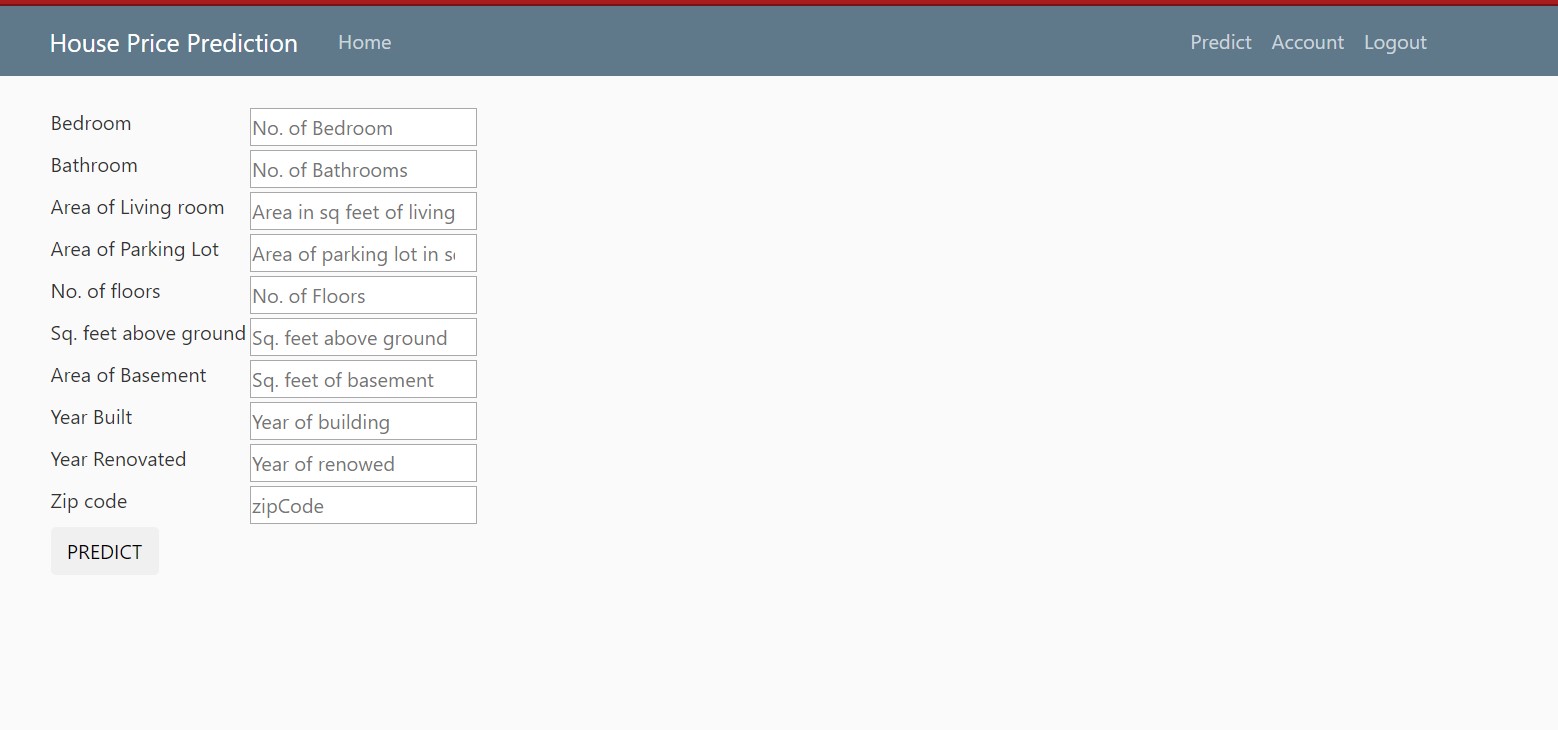 House Price Prediction Home Predict Account Logout
Bedroom No. of Bedroom
Bathroom No. of Bathrooms
Area of Living room Area in sq feet of living
Area of Parking Lot Area of parking lot in
No. of floors No. of Floors
Sq. feet above ground Sq. feet above ground
Area of Basement Sq. feet of basement
Year Built Year of building
Year Renovated Year of renowed
Zip code zipCode
PREDICT